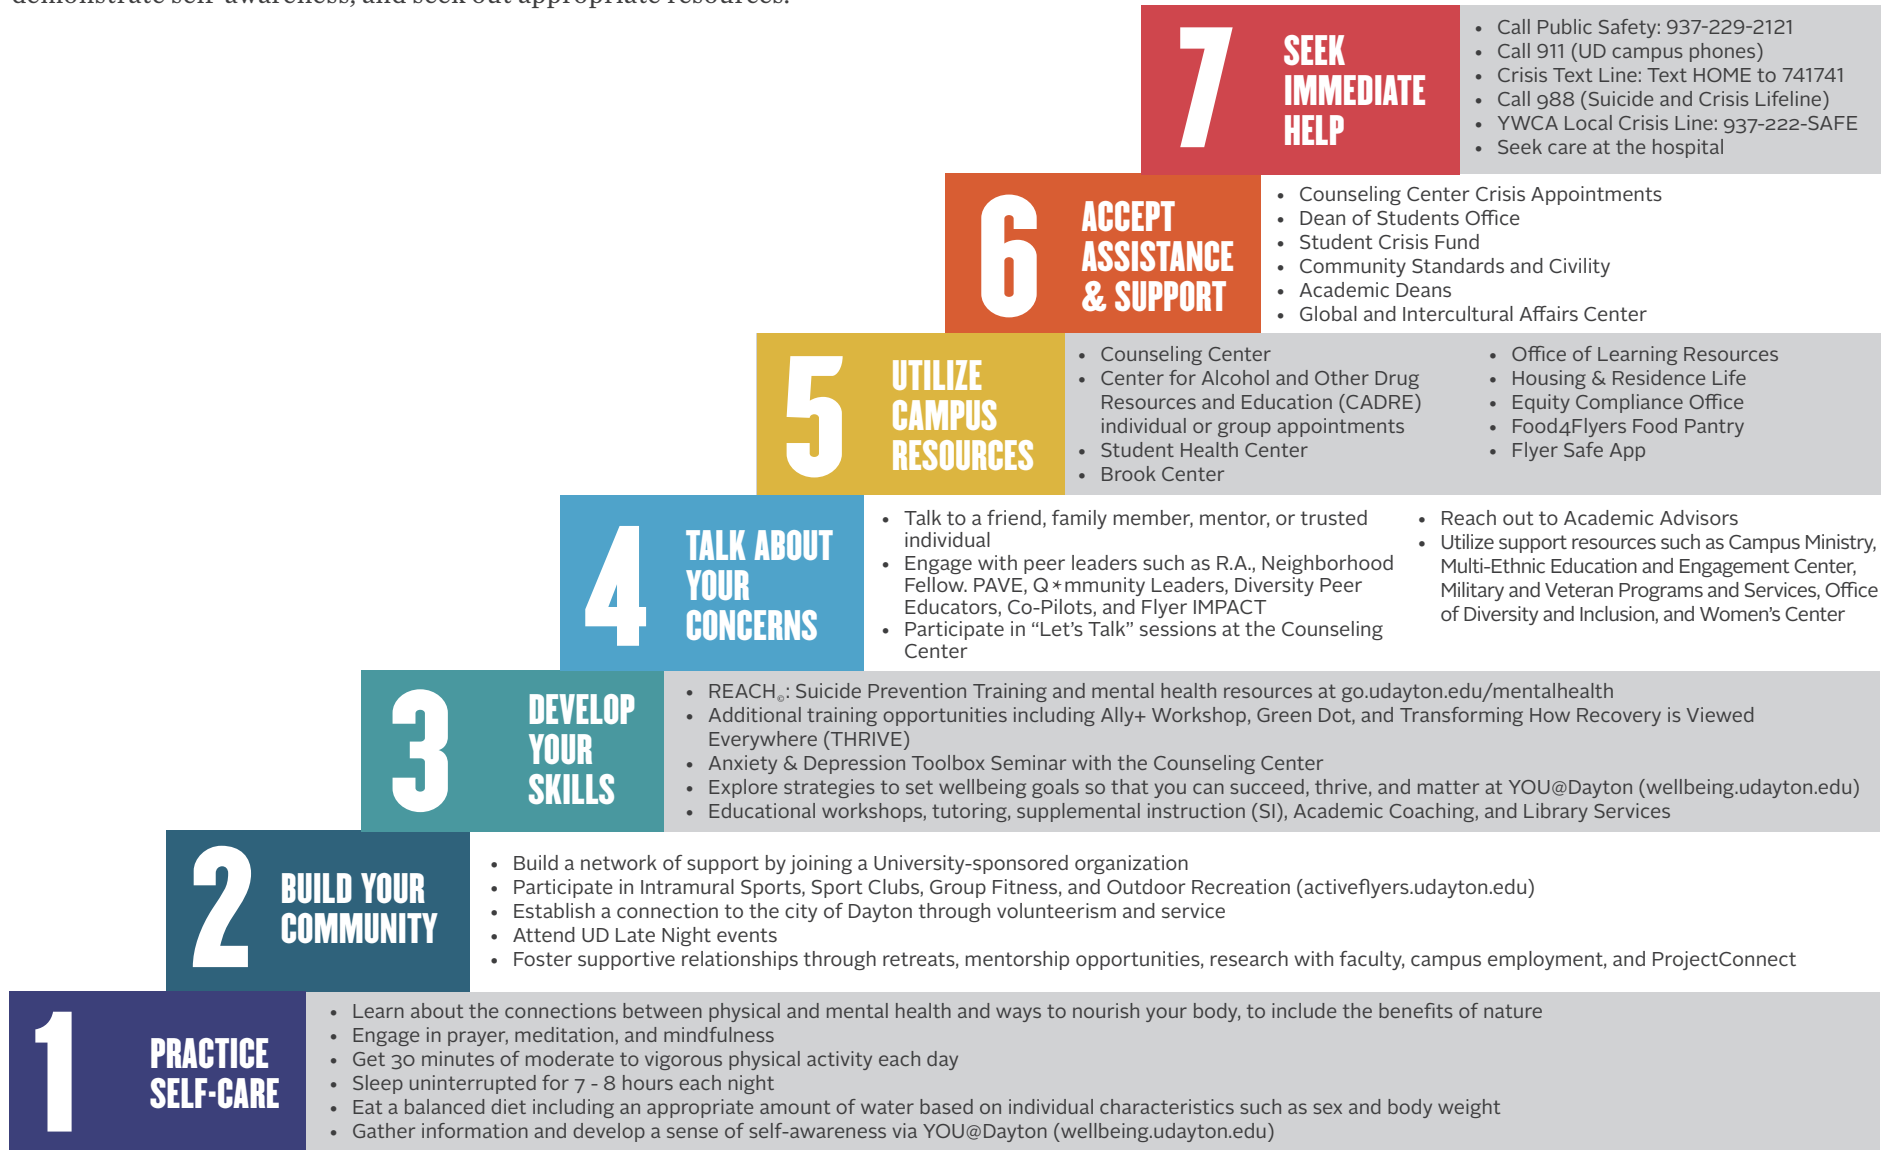 demonstrate self-awareness, and seek out appropriate resources.
7
SEEK
IMMEDIATE
HELP
• Call Public Safety: 937-229-2121
• Call 911 (UD campus phones)
• Crisis Text Line: Text HOME to 741741
• Call 988 (Suicide and Crisis Lifeline)
• YWCA Local Crisis Line: 937-222-SAFE
• Seek care at the hospital
6
ACCEPT
ASSISTANCE
& SUPPORT
• Counseling Center Crisis Appointments
• Dean of Students Office
• Student Crisis Fund
• Community Standards and Civility
• Academic Deans
• Global and Intercultural Affairs Center
5
UTILIZE
CAMPUS
RESOURCES
• Counseling Center
• Center for Alcohol and Other Drug
Resources and Education (CADRE)
individual or group appointments
• Student Health Center
• Brook Center
• Office of Learning Resources
• Housing & Residence Life
• Equity Compliance Office
• Food4Flyers Food Pantry
• Flyer Safe App
4
TALK ABOUT
YOUR
CONCERNS
• Talk to a friend, family member, mentor, or trusted
individual
• Engage with peer leaders such as R.A., Neighborhood
Fellow. PAVE, Q*mmunity Leaders, Diversity Peer
Educators, Co-Pilots, and Flyer IMPACT
• Participate in “Let’s Talk” sessions at the Counseling
Center
• Reach out to Academic Advisors
• Utilize support resources such as Campus Ministry,
Multi-Ethnic Education and Engagement Center,
Military and Veteran Programs and Services, Office
of Diversity and Inclusion, and Women’s Center
3
DEVELOP
YOUR
SKILLS
• REACH©: Suicide Prevention Training and mental health resources at go.udayton.edu/mentalhealth
• Additional training opportunities including Ally+ Workshop, Green Dot, and Transforming How Recovery is Viewed
Everywhere (THRIVE)
• Anxiety & Depression Toolbox Seminar with the Counseling Center
• Explore strategies to set wellbeing goals so that you can succeed, thrive, and matter at YOU@Dayton (wellbeing.udayton.edu)
• Educational workshops, tutoring, supplemental instruction (SI), Academic Coaching, and Library Services
2
BUILD YOUR
COMMUNITY
• Build a network of support by joining a University-sponsored organization
• Participate in Intramural Sports, Sport Clubs, Group Fitness, and Outdoor Recreation (activeflyers.udayton.edu)
• Establish a connection to the city of Dayton through volunteerism and service
• Attend UD Late Night events
• Foster supportive relationships through retreats, mentorship opportunities, research with faculty, campus employment, and ProjectConnect
1
PRACTICE
SELF-CARE
• Learn about the connections between physical and mental health and ways to nourish your body, to include the benefits of nature
• Engage in prayer, meditation, and mindfulness
• Get 30 minutes of moderate to vigorous physical activity each day
• Sleep uninterrupted for 7 - 8 hours each night
• Eat a balanced diet including an appropriate amount of water based on individual characteristics such as sex and body weight
• Gather information and develop a sense of self-awareness via YOU@Dayton (wellbeing.udayton.edu)